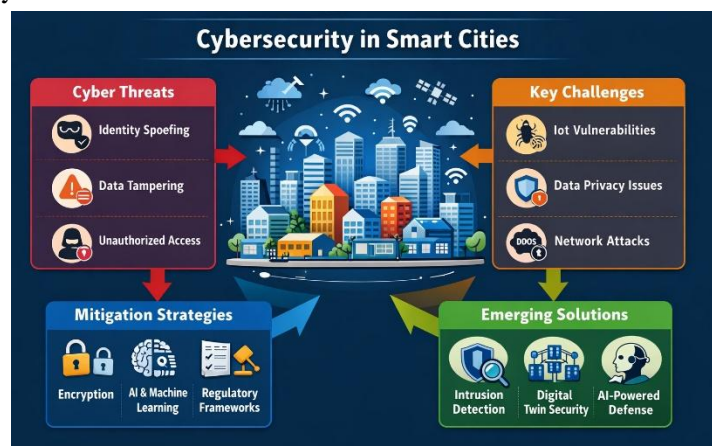 y
Cybersecurity in Smart Cities
Cyber Threats
Identity Spoefing
Data Tampering
Unauthorized Access
Key Challenges
Iot Vulnerabilities
Data Privacy Issues
DDOS
Network Attacks
Mitigation Strategies
Encryption
AI & Machine
Learning
Regulatory
Frameworks
Emerging Solutions
Intrusion
Detection
Digital
Twin Security
AI-Powered
Defense